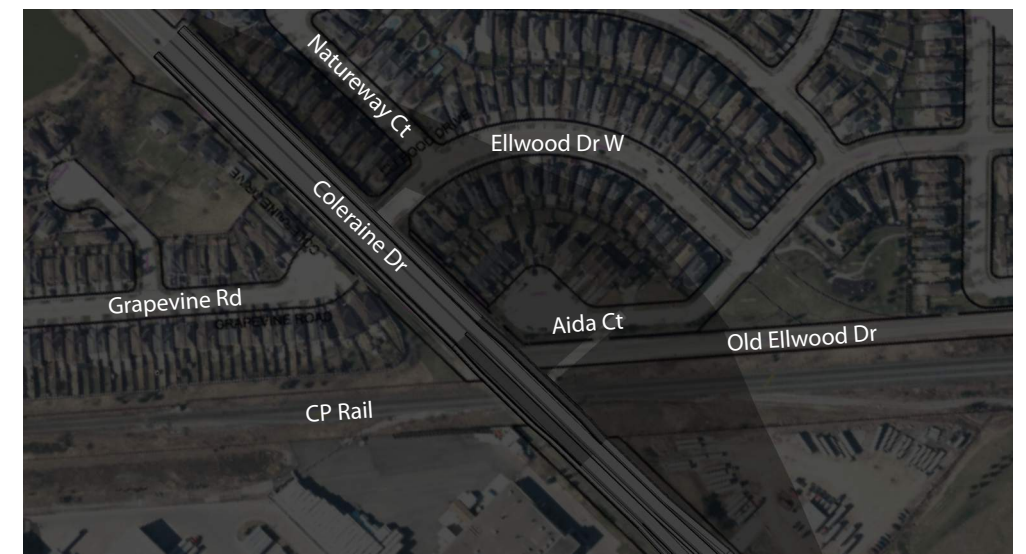 Natureway Ct
Ellwood Dr W
Coleraine Dr
Grapevine Rd
GRAPEVINE ROAD
Aida Ct
Old Ellwood Dr
CP Rail